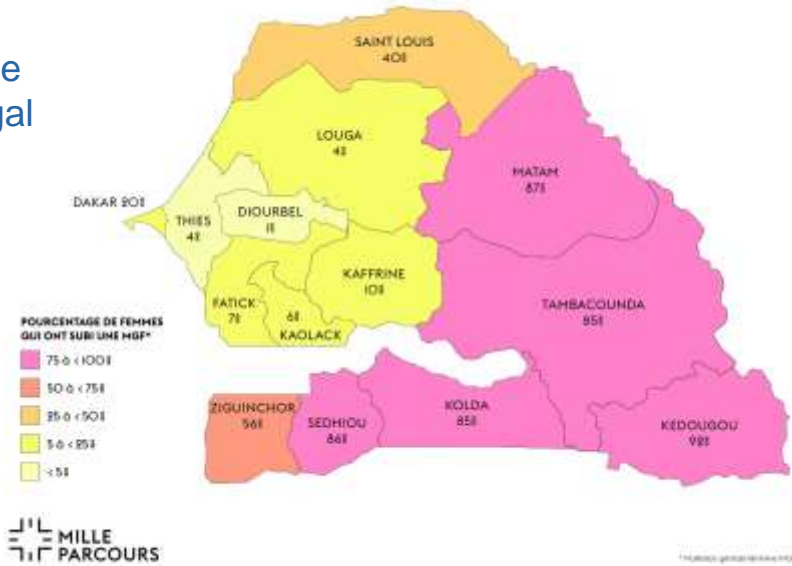 e
gal
SAINT LOUIS
40%
LOUGA
4%
MATAM
87%
DAKAR 20%
THIES
4%
DIOURBEL
1%
KAFFRINE
10%
FATICK
7%
6%
KAOLACK
TAMBACOUNDA
85%
POURCENTAGE DE FEMMES
QUI ONT SUBI UNE MGF*
75 à < 100%
50 à < 75%
25 à < 50%
5 à < 25%
< 5%
ZIGUINCHOR
56%
SEDHIOU
86%
KOLDA
85%
KEDOUGOU
92%
MILLE
PARCOURS